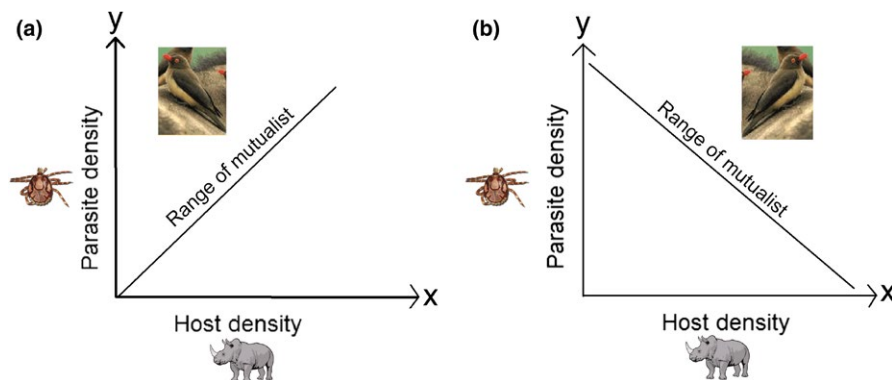 (a)
y
Parasite density
Range of mutualist
x
Host density
(b)
y
Parasite density
Range of mutualist
x
Host density